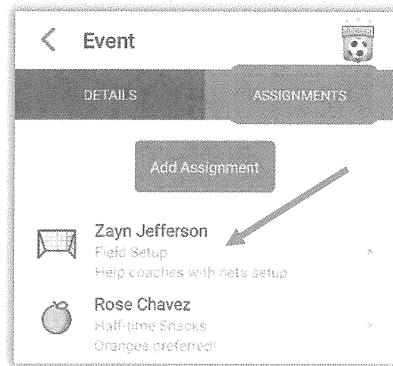 Event
DETAILS
ASSIGNMENTS
Add Assignment
Zayn Jefferson
Field Setup
Help coaches with nets setup
Rose Chavez
Half-time Snacks
Oranges preferred!